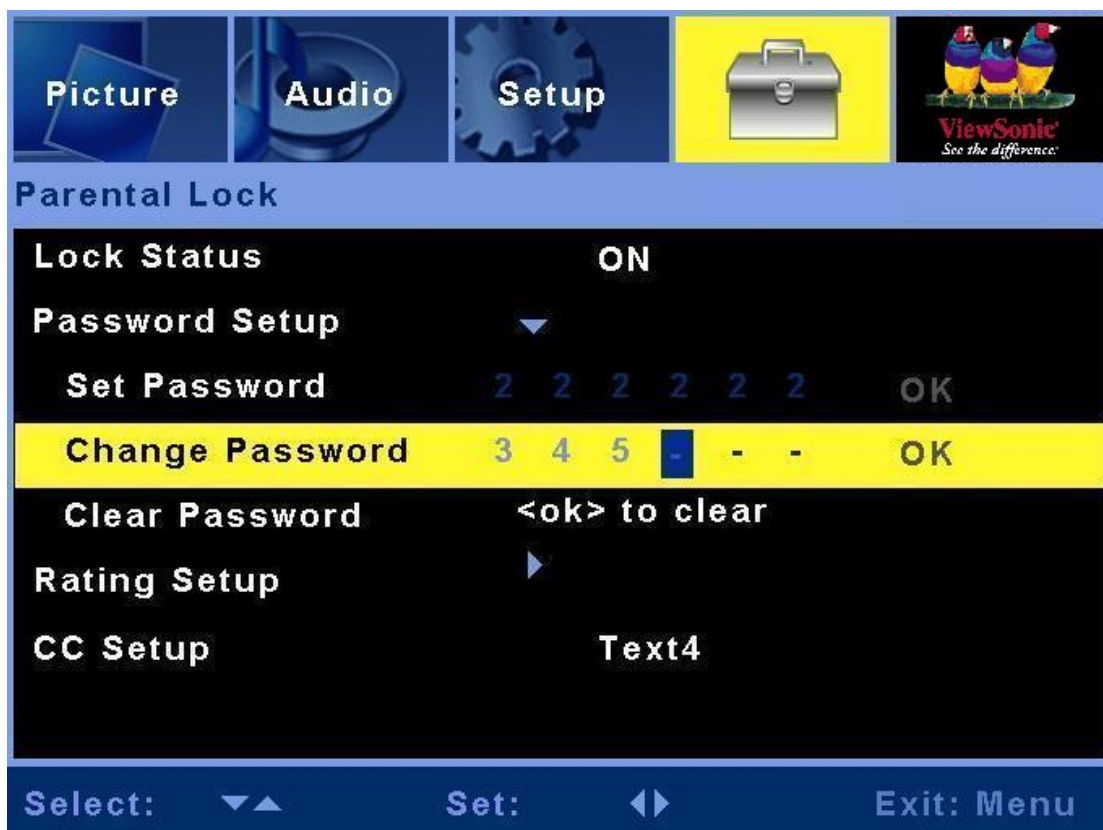 Picture Audio Setup
ViewSonic®
See the difference.™
Parental Lock
Lock Status ON
Password Setup
Set Password 2 2 2 2 2 2 OK
Change Password 3 4 5 - - - OK
Clear Password <ok> to clear
Rating Setup
CC Setup Text4
Select: Set: Exit: Menu